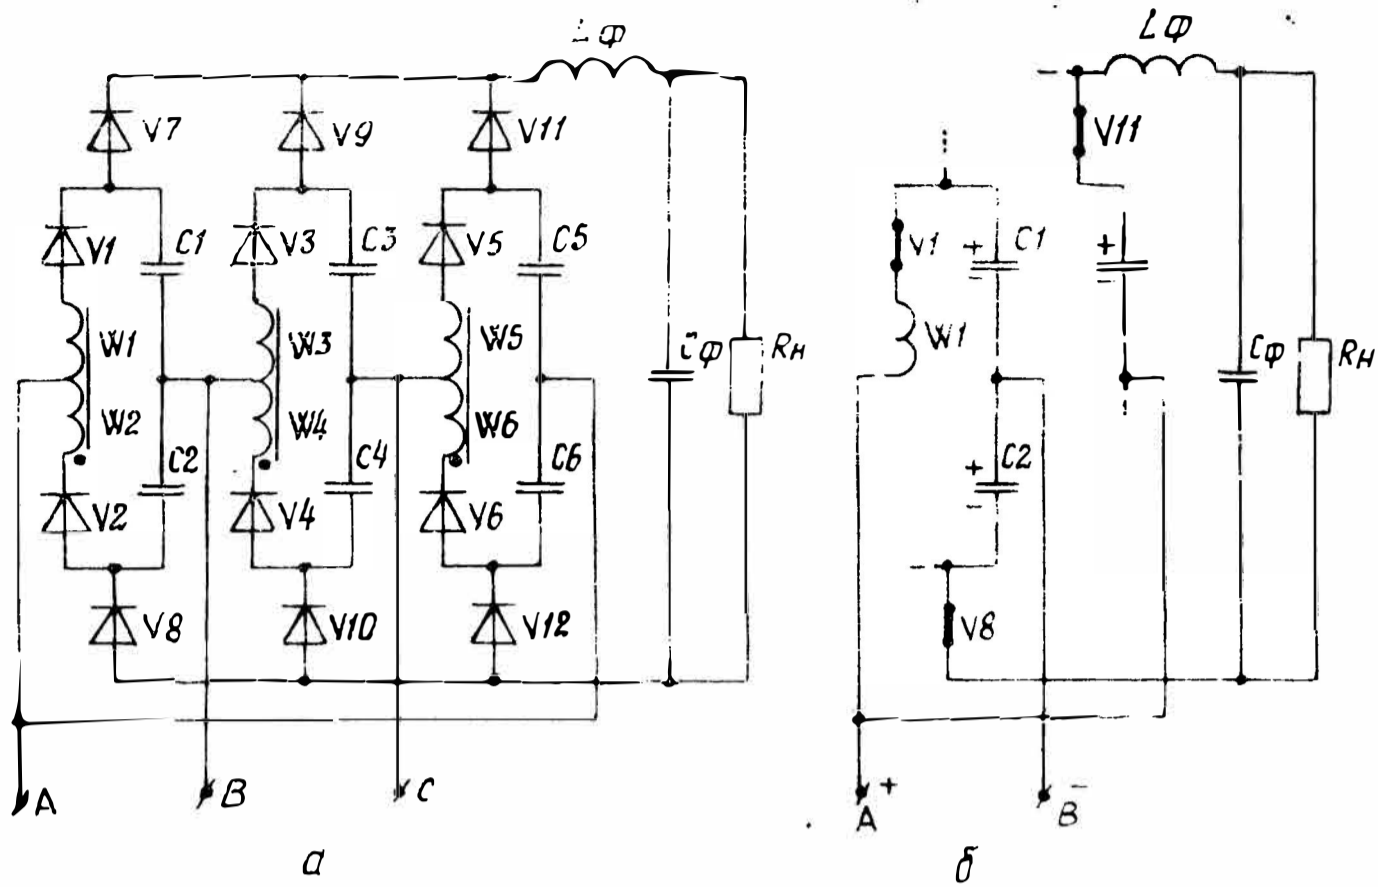 LФ
LФ
V7 V9 V11
V11
V1 C1 V3 C3 V5 C5
V1 + C1 +
− −
W1 W3 W5
W1
CФ Rн
CФ Rн
W2 W4 W6
C2 C4 C6
+ C2
−
V2 V4 V6
V8 V10 V12
V8
A B C
A + B −
а
б